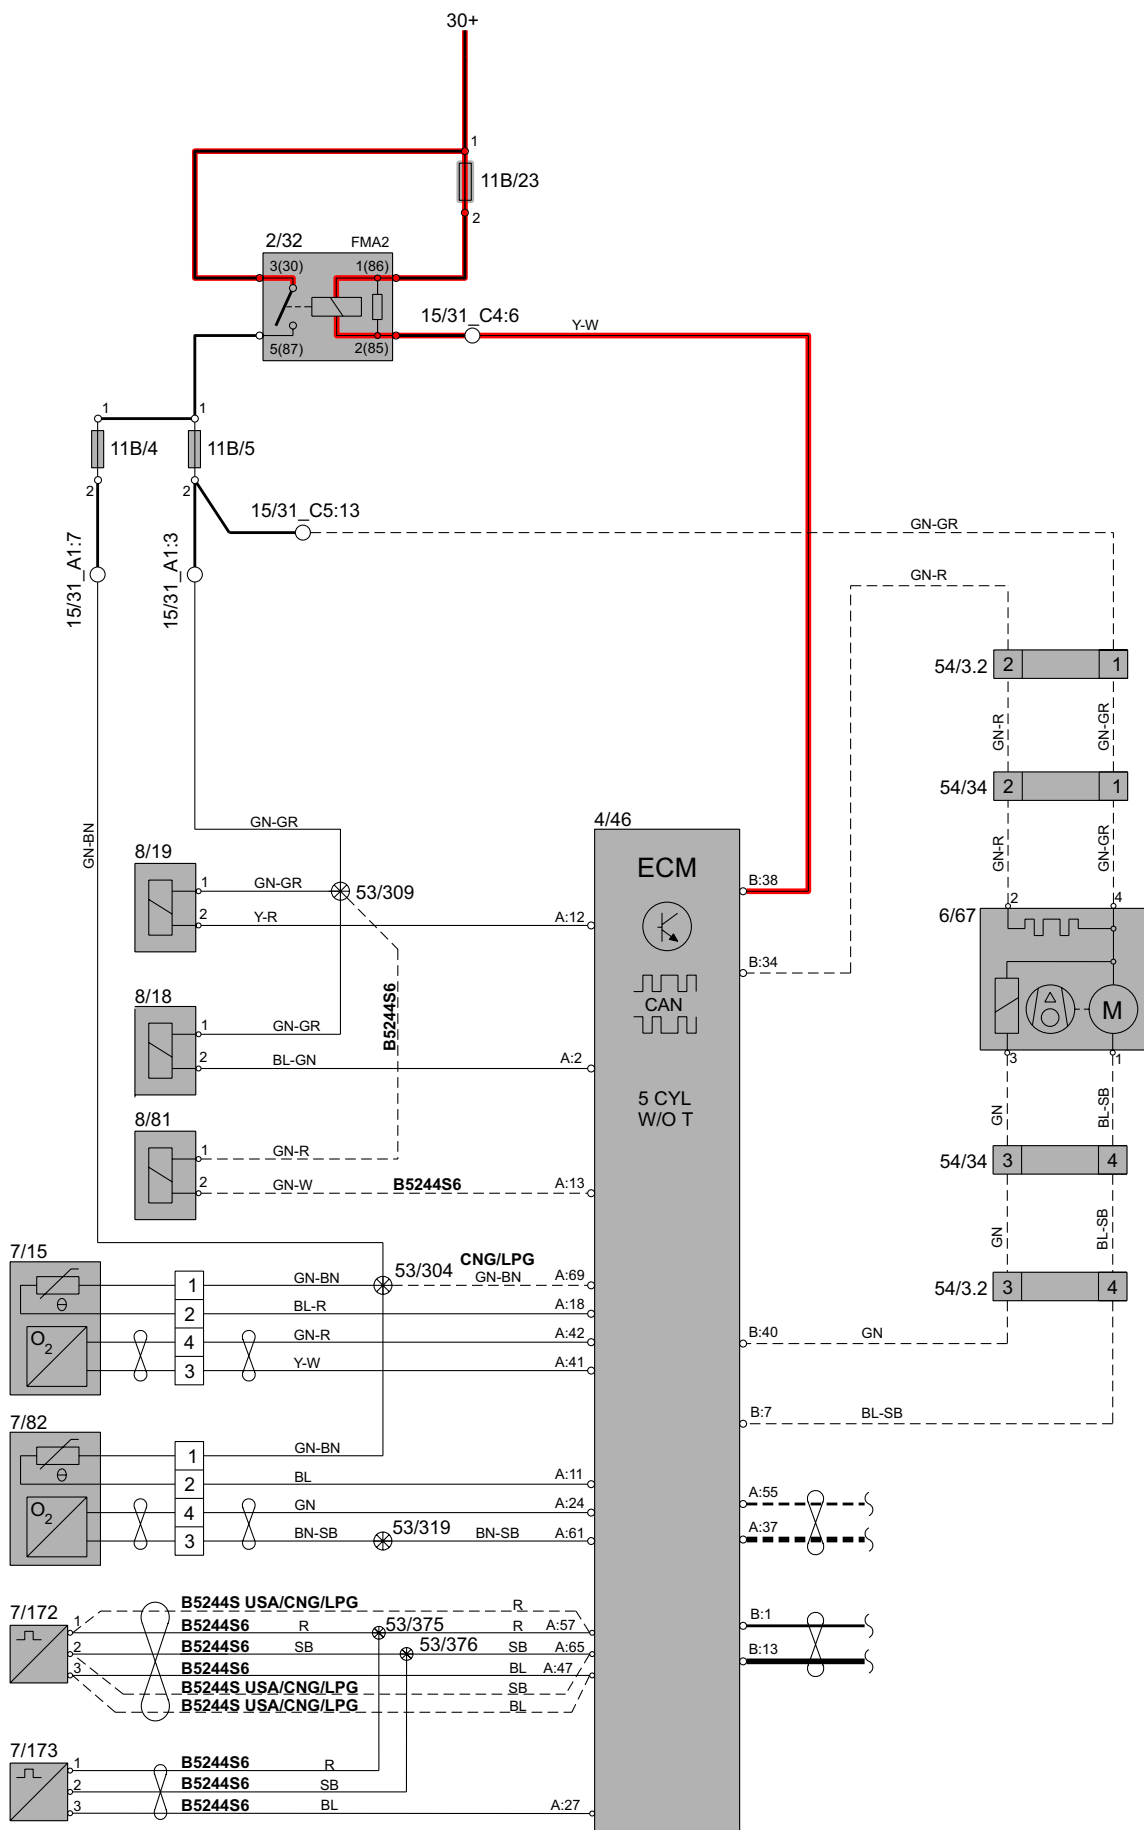 30+
1
11B/23
2
2/32 FMA2
3(30) 1(86)
15/31_C4:6
Y-W
5(87) 2(85)
1 1
11B/4 11B/5
2 2
15/31_C5:13
GN-GR
15/31_A1:7
15/31_A1:3
GN-R
54/3.2 2 1
GN-R GN-GR
54/34 2 1
GN-R GN-GR
GN-BN
GN-GR
4/46
ECM
8/19
1 GN-GR 53/309
2 Y-R A:12
B:38
6/67 2 4
B:34
CAN
M
3 1
B5244S6
8/18
1 GN-GR
2 BL-GN A:2
5 CYL
W/O T
GN BL-SB
8/81
1 GN-R
2 GN-W B5244S6 A:13
54/34 3 4
GN BL-SB
54/3.2 3 4
7/15
CNG/LPG
1 GN-BN 53/304 GN-BN A:69
Θ
2 BL-R A:18
O2
4 GN-R A:42
3 Y-W A:41
B:40 GN
B:7 BL-SB
7/82
1 GN-BN
Θ
2 BL A:11
O2
4 GN A:24
3 BN-SB 53/319 BN-SB A:61
A:55
A:37
7/172
B5244S USA/CNG/LPG R
1 B5244S6 R 53/375 R A:57
2 B5244S6 SB 53/376 SB A:65
3 B5244S6 BL A:47
B5244S USA/CNG/LPG SB
B5244S USA/CNG/LPG BL
B:1
B:13
7/173
1 B5244S6 R
2 B5244S6 SB
3 B5244S6 BL A:27